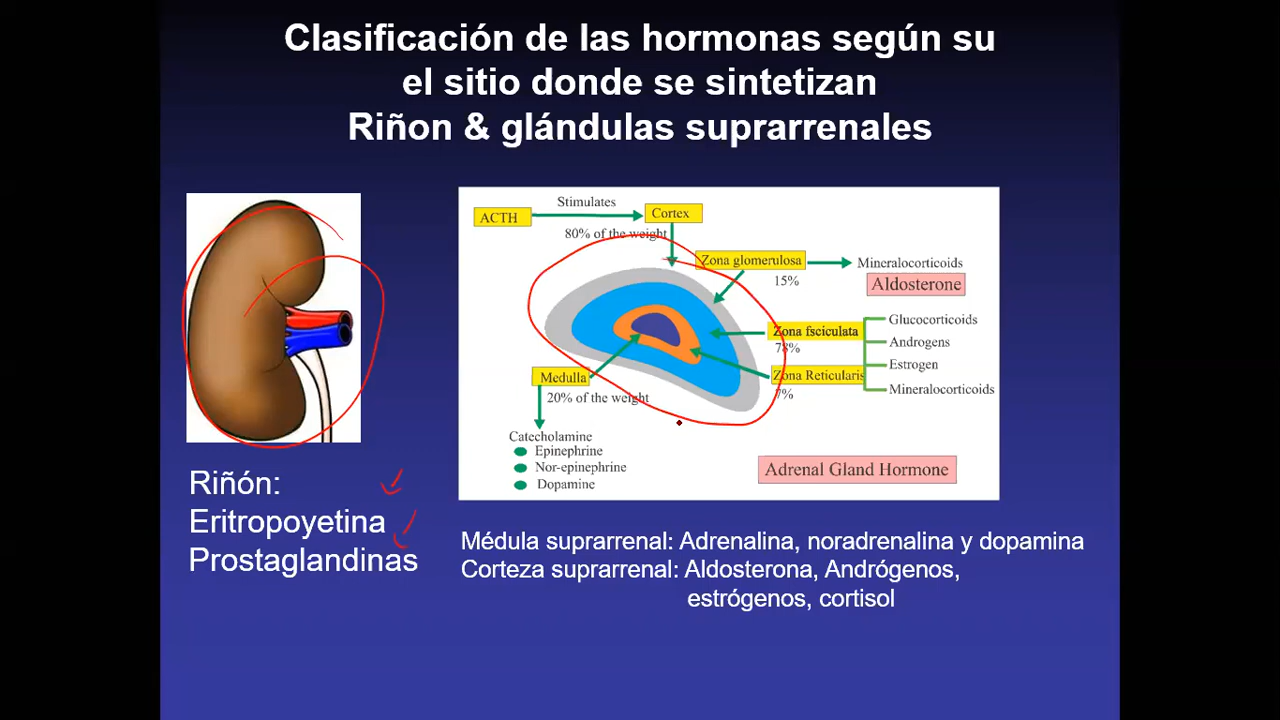 Clasificación de las hormonas según su
el sitio donde se sintetizan
Riñon & glándulas suprarrenales
ACTH
Stimulates
Cortex
80% of the weight
Zona glomerulosa
15%
Mineralocorticoids
Aldosterone
Zona fsciculata
78%
Zona Reticularis
7%
Glucocorticoids
Androgens
Estrogen
Mineralocorticoids
Medulla
20% of the weight
Catecholamine
Epinephrine
Nor-epinephrine
Dopamine
Adrenal Gland Hormone
Riñón:
Eritropoyetina
Prostaglandinas
Médula suprarrenal: Adrenalina, noradrenalina y dopamina
Corteza suprarrenal: Aldosterona, Andrógenos,
estrógenos, cortisol